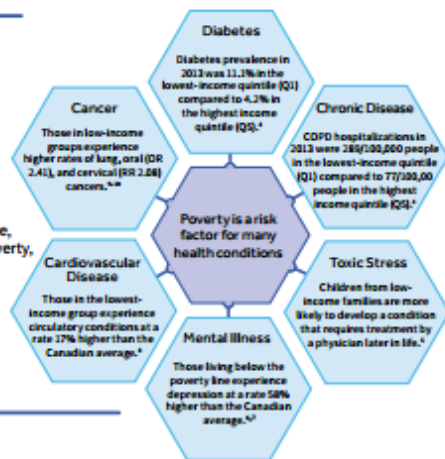 Diabetes
Diabetes prevalence in
2013 was 11.1% in the
lowest-income quintile (Q1)
compared to 4.2% in
the highest income
quintile (Q5).
Cancer
Those in low-income
groups experience
higher rates of lung, oral (OR
2.41), and cervical (RR 2.08)
cancers.
Chronic Disease
COPD hospitalizations in
2013 were 285/100,000 people
in the lowest-income quintile
(Q1) compared to 77/100,00
people in the highest
income quintile (Q5).
Poverty is a risk
factor for many
health conditions
verty,
Cardiovascular
Disease
Those in the lowest-
income group experience
circulatory conditions at a
rate 17% higher than the
Canadian average.
Toxic Stress
Children from low-
income families are more
likely to develop a condition
that requires treatment by
a physician later in life.
Mental Illness
Those living below the
poverty line experience
depression at a rate 58%
higher than the Canadian
average.